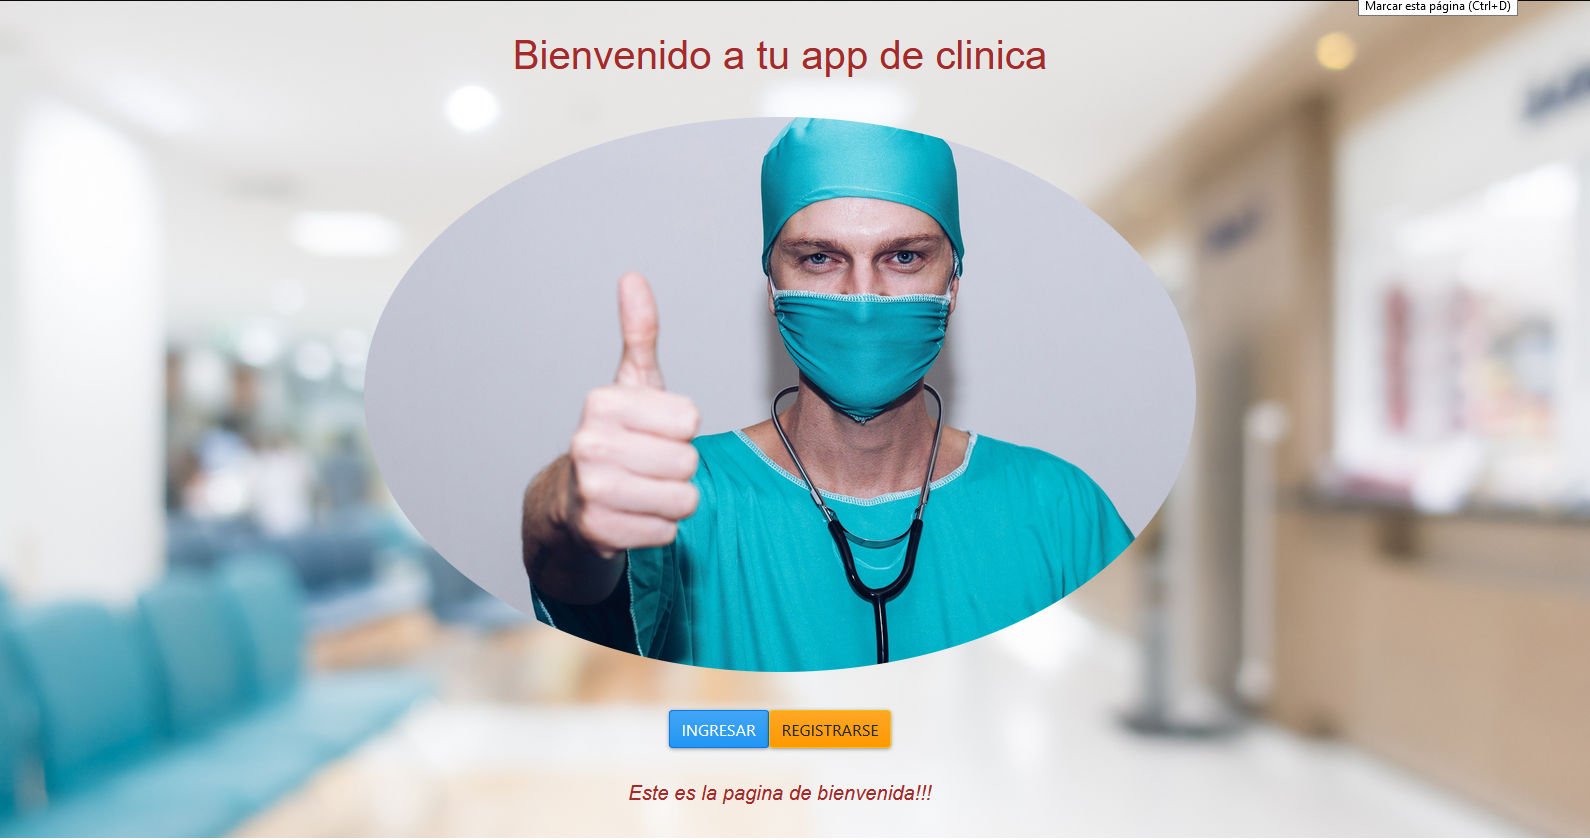 Marcar esta página (Ctrl+D)
Bienvenido a tu app de clinica
INGRESAR REGISTRARSE
Este es la pagina de bienvenida!!!